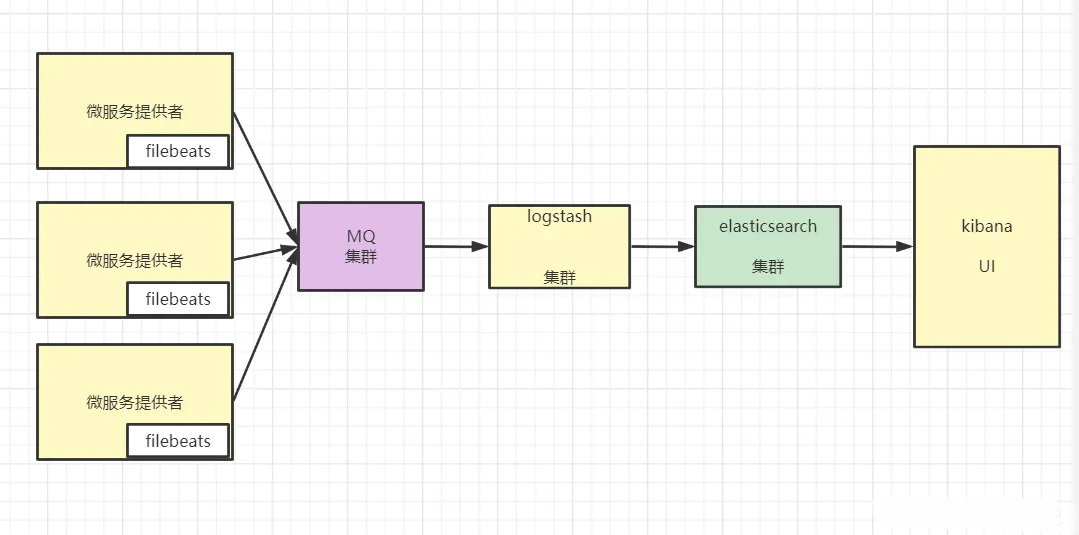 微服务提供者
filebeats
微服务提供者
filebeats
微服务提供者
filebeats
MQ
集群
logstash
集群
elasticsearch
集群
kibana
UI